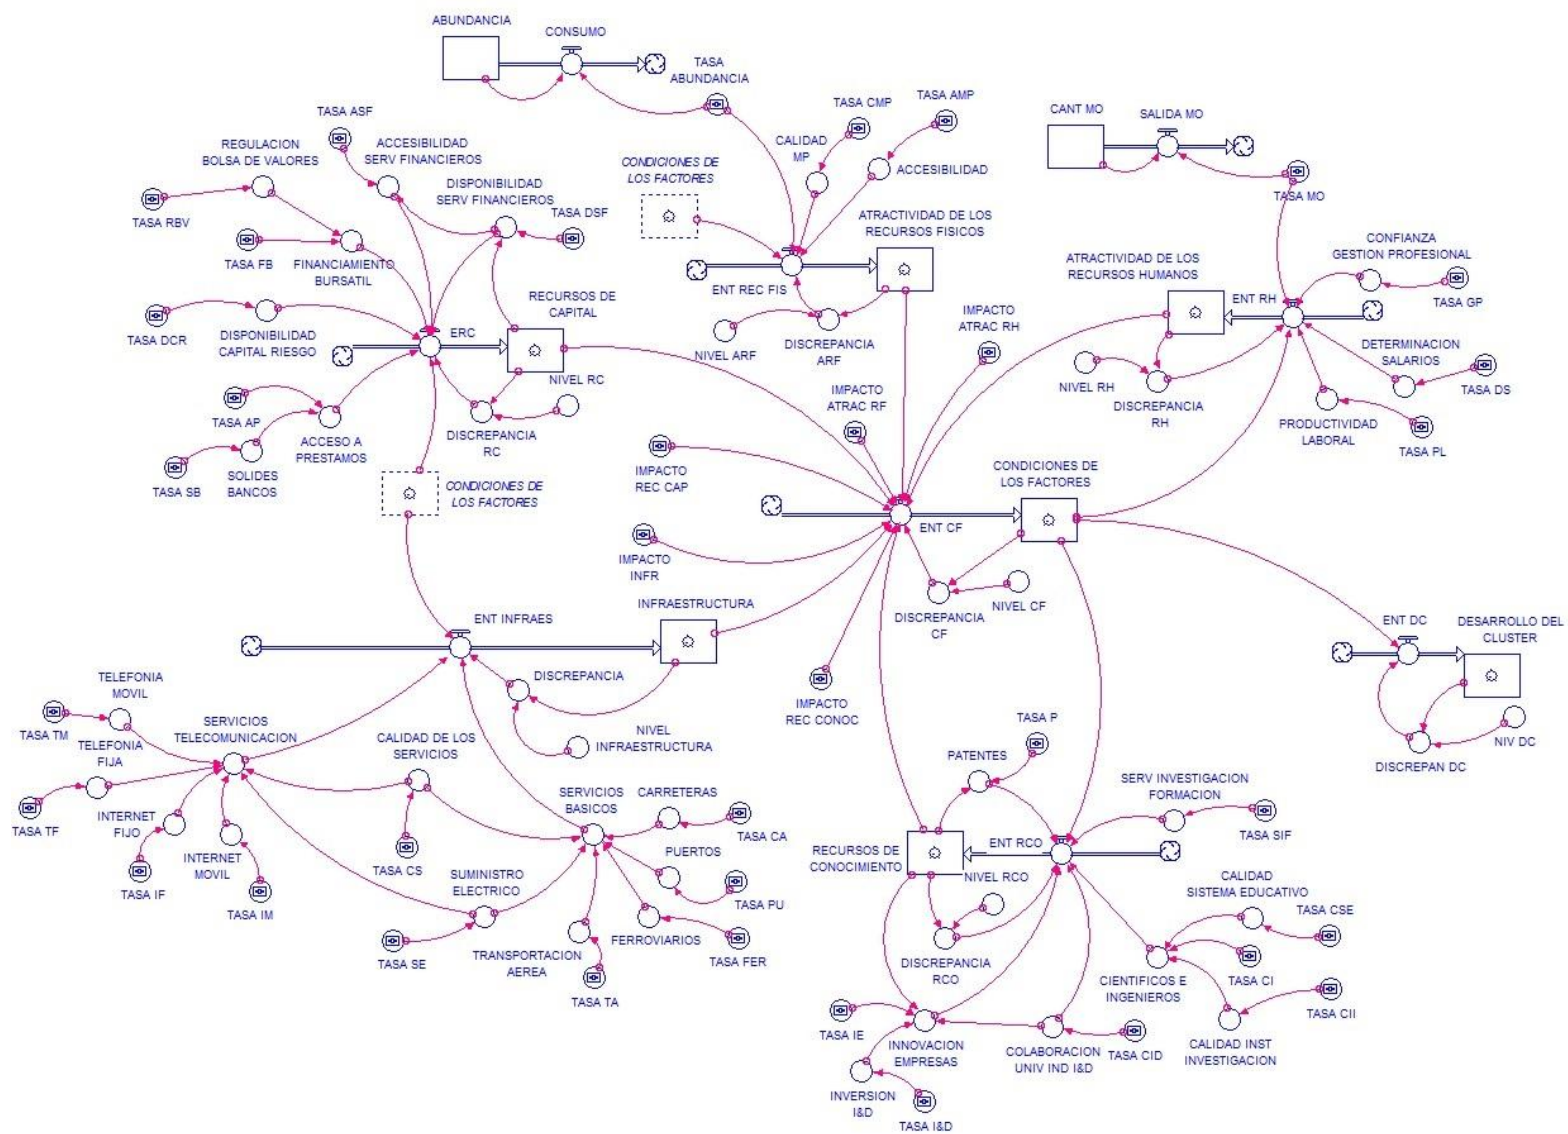 ABUNDANCIA
CONSUMO
TASA
ABUNDANCIA
TASA ASF
REGULACION
BOLSA DE VALORES
ACCESIBILIDAD
SERV FINANCIEROS
DISPONIBILIDAD
SERV FINANCIEROS
TASA DSF
TASA RBV
TASA FB
FINANCIAMIENTO
BURSATIL
TASA DCR
DISPONIBILIDAD
CAPITAL RIESGO
ERC
RECURSOS DE
CAPITAL
NIVEL RC
TASA AP
ACCESO A
PRESTAMOS
DISCREPANCIA
RC
TASA SB
SOLIDES
BANCOS
CONDICIONES DE
LOS FACTORES
CONDICIONES DE
LOS FACTORES
CALIDAD
MP
TASA CMP
TASA AMP
ACCESIBILIDAD
ATRACTIVIDAD DE LOS
RECURSOS FISICOS
ENT REC FIS
NIVEL ARF
DISCREPANCIA
ARF
CANT MO
SALIDA MO
TASA MO
ATRACTIVIDAD DE LOS
RECURSOS HUMANOS
ENT RH
CONFIANZA
GESTION PROFESIONAL
TASA GP
NIVEL RH
DISCREPANCIA
RH
DETERMINACION
SALARIOS
TASA DS
PRODUCTIVIDAD
LABORAL
TASA PL
IMPACTO
ATRAC RH
IMPACTO
ATRAC RF
IMPACTO
REC CAP
IMPACTO
INFR
ENT CF
CONDICIONES DE
LOS FACTORES
DISCREPANCIA
CF
NIVEL CF
IMPACTO
REC CONOC
ENT INFRAES
INFRAESTRUCTURA
DISCREPANCIA
NIVEL
INFRAESTRUCTURA
ENT DC
DESARROLLO DEL
CLUSTER
NIV DC
DISCREPAN DC
TELEFONIA
MOVIL
TASA TM
TELEFONIA
FIJA
TASA TF
SERVICIOS
TELECOMUNICACION
INTERNET
FIJO
TASA IF
INTERNET
MOVIL
TASA IM
CALIDAD DE LOS
SERVICIOS
TASA CS
SUMINISTRO
ELECTRICO
TASA SE
SERVICIOS
BASICOS
CARRETERAS
TASA CA
PUERTOS
TASA PU
FERROVIARIOS
TASA FER
TRANSPORTACION
AEREA
TASA TA
TASA P
PATENTES
SERV INVESTIGACION
FORMACION
TASA SIF
RECURSOS DE
CONOCIMIENTO
ENT RCO
NIVEL RCO
DISCREPANCIA
RCO
CALIDAD
SISTEMA EDUCATIVO
TASA CSE
TASA CI
CIENTIFICOS E
INGENIEROS
TASA CII
CALIDAD INST
INVESTIGACION
TASA IE
INNOVACION
EMPRESAS
COLABORACION
UNIV IND I&D
TASA CID
INVERSION
I&D
TASA I&D